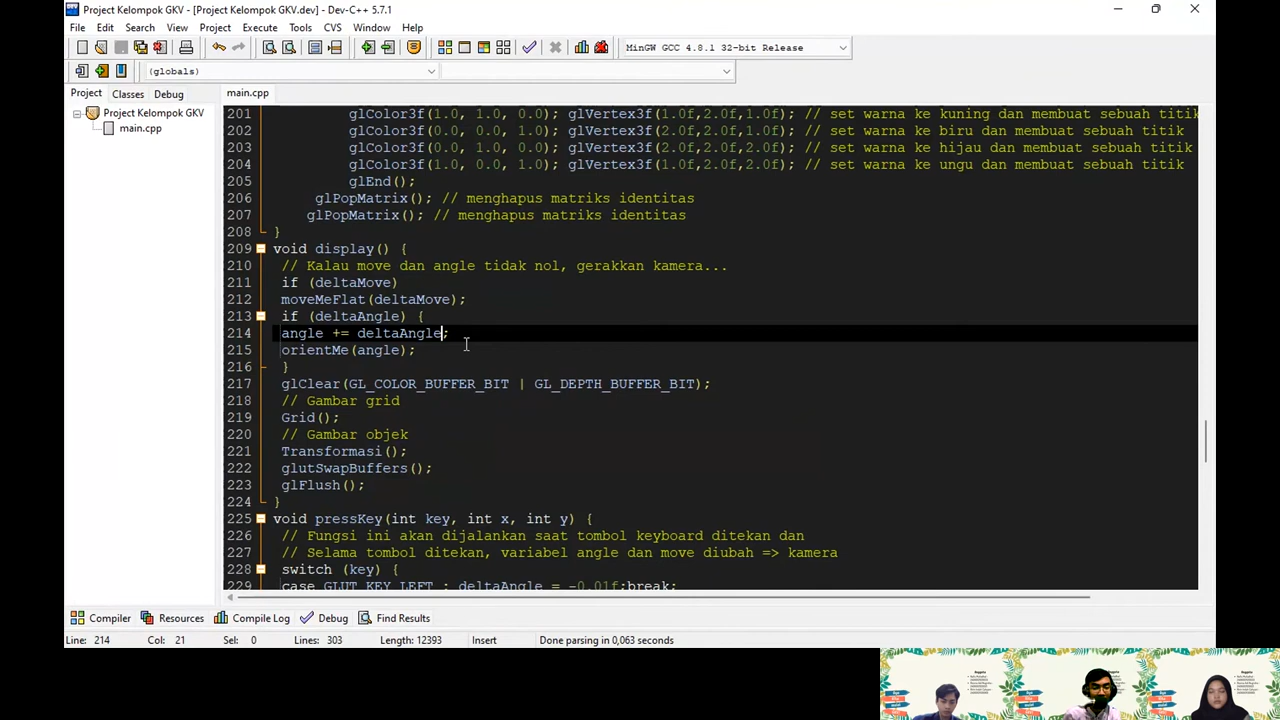 Project Kelompok GKV - [Project Kelompok GKV.dev] - Dev-C++ 5.7.1
File Edit Search View Project Execute Tools CVS Window Help
MinGW GCC 4.8.1 32-bit Release
(globals)
Project Classes Debug
main.cpp
Project Kelompok GKV
main.cpp
201 glColor3f(1.0, 1.0, 0.0); glVertex3f(1.0f,2.0f,1.0f); // set warna ke kuning dan membuat sebuah titik
202 glColor3f(0.0, 0.0, 1.0); glVertex3f(1.0f,2.0f,2.0f); // set warna ke biru dan membuat sebuah titik
203 glColor3f(0.0, 1.0, 0.0); glVertex3f(2.0f,2.0f,2.0f); // set warna ke hijau dan membuat sebuah titik
204 glColor3f(1.0, 0.0, 1.0); glVertex3f(1.0f,2.0f,2.0f); // set warna ke ungu dan membuat sebuah titik
205 glEnd();
206 glPopMatrix(); // menghapus matriks identitas
207 glPopMatrix(); // menghapus matriks identitas
208 }
209 void display() {
210 // Kalau move dan angle tidak nol, gerakkan kamera...
211 if (deltaMove)
212 moveMeFlat(deltaMove);
213 if (deltaAngle) {
214 angle += deltaAngle;
215 orientMe(angle);
216 }
217 glClear(GL_COLOR_BUFFER_BIT | GL_DEPTH_BUFFER_BIT);
218 // Gambar grid
219 Grid();
220 // Gambar objek
221 Transformasi();
222 glutSwapBuffers();
223 glFlush();
224 }
225 void pressKey(int key, int x, int y) {
226 // Fungsi ini akan dijalankan saat tombol keyboard ditekan dan
227 // Selama tombol ditekan, variabel angle dan move diubah => kamera
228 switch (key) {
229 case GLUT_KEY_LEFT : deltaAngle = -0.01f;break;
Compiler Resources Compile Log Debug Find Results
Line: 214 Col: 21 Sel: 0 Lines: 303 Length: 12393 Insert Done parsing in 0,063 seconds